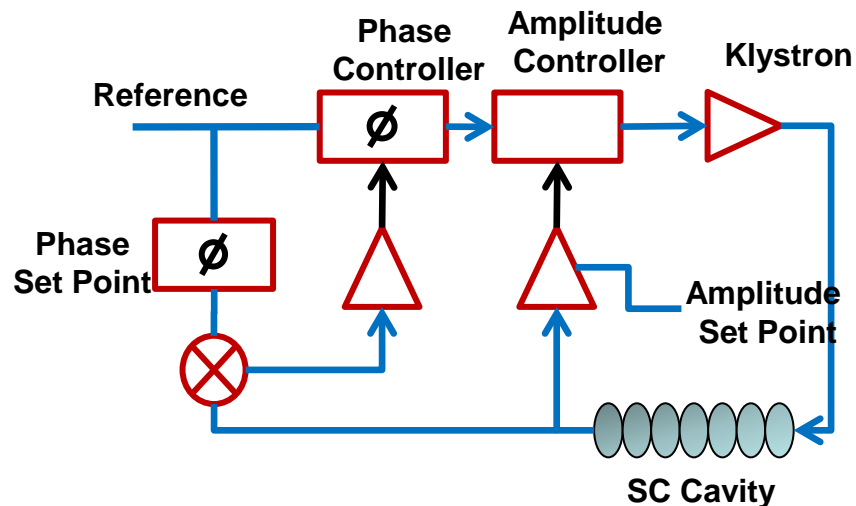 Phase
Controller
Amplitude
Controller
Klystron
Reference
ϕ
Phase
Set Point
ϕ
Amplitude
Set Point
SC Cavity